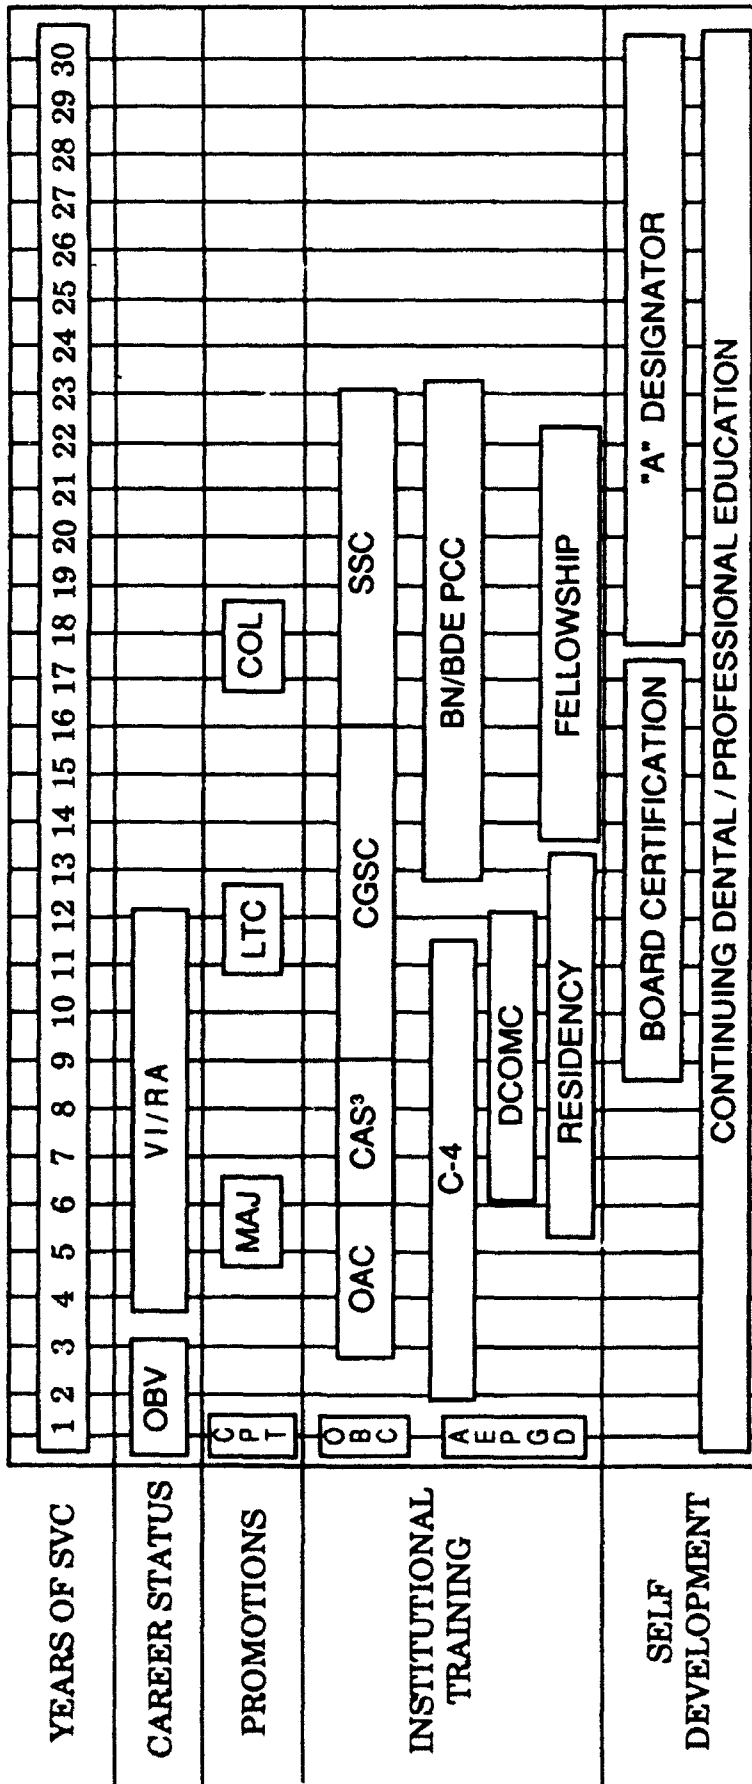 YEARS OF SVC
1 2 3 4 5 6 7 8 9 10 11 12 13 14 15 16 17 18 19 20 21 22 23 24 25 26 27 28 29 30
CAREER STATUS
OBV
VI/RA
PROMOTIONS
CPT
MAJ
LTC
COL
INSTITUTIONAL
TRAINING
OBC
OAC
CAS³
CGSC
SSC
AEPGD
C-4
BN/BDE PCC
DCOMC
RESIDENCY
FELLOWSHIP
SELF
DEVELOPMENT
BOARD CERTIFICATION
"A" DESIGNATOR
CONTINUING DENTAL / PROFESSIONAL EDUCATION